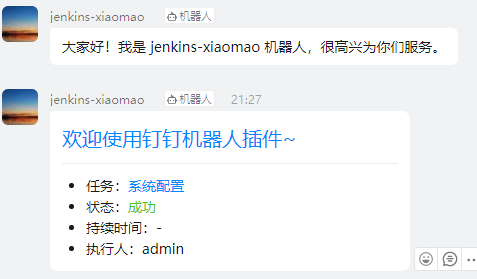 jenkins-xiaomao 机器人
大家好！我是 jenkins-xiaomao 机器人，很高兴为你们服务。
jenkins-xiaomao 机器人 21:27
欢迎使用钉钉机器人插件~
任务：系统配置
状态：成功
持续时间：-
执行人：admin